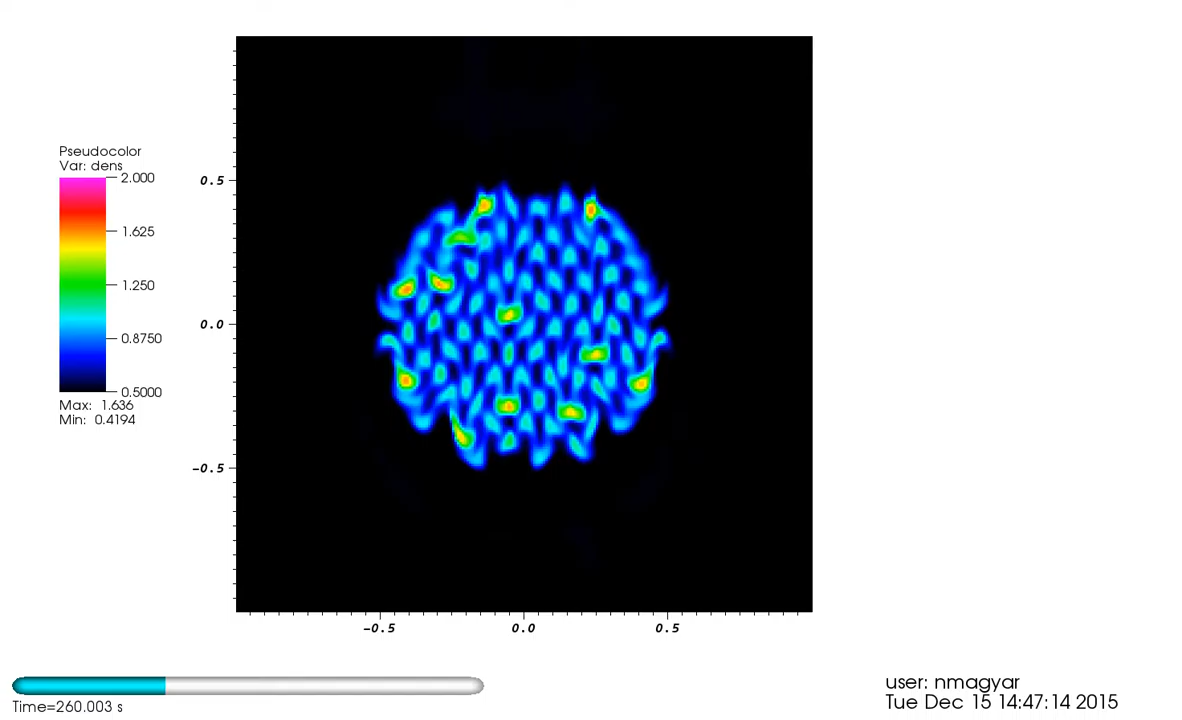 Pseudocolor
Var: dens
2.000
1.625
1.250
0.8750
0.5000
Max: 1.636
Min: 0.4194
0.5
0.0
-0.5
-0.5
0.0
0.5
Time=260.003 s
user: nmagyar
Tue Dec 15 14:47:14 2015